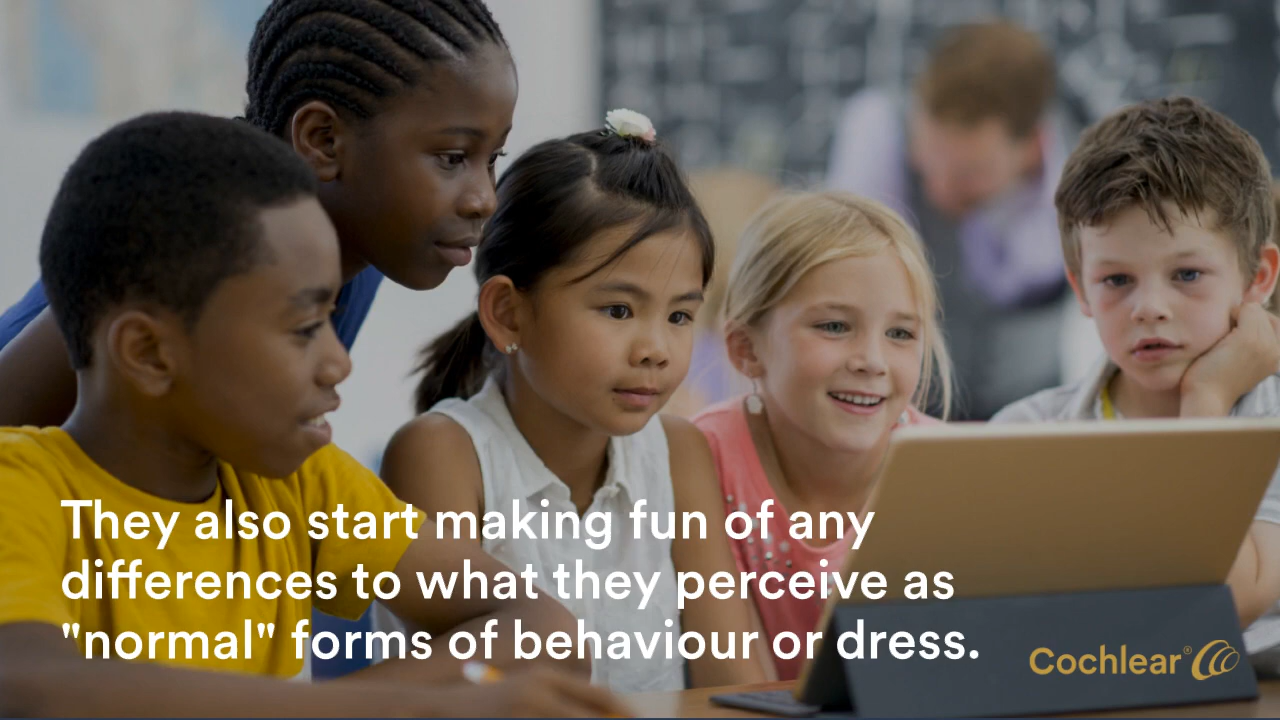 They also start making fun of any
differences to what they perceive as
"normal" forms of behaviour or dress.
Cochlear®